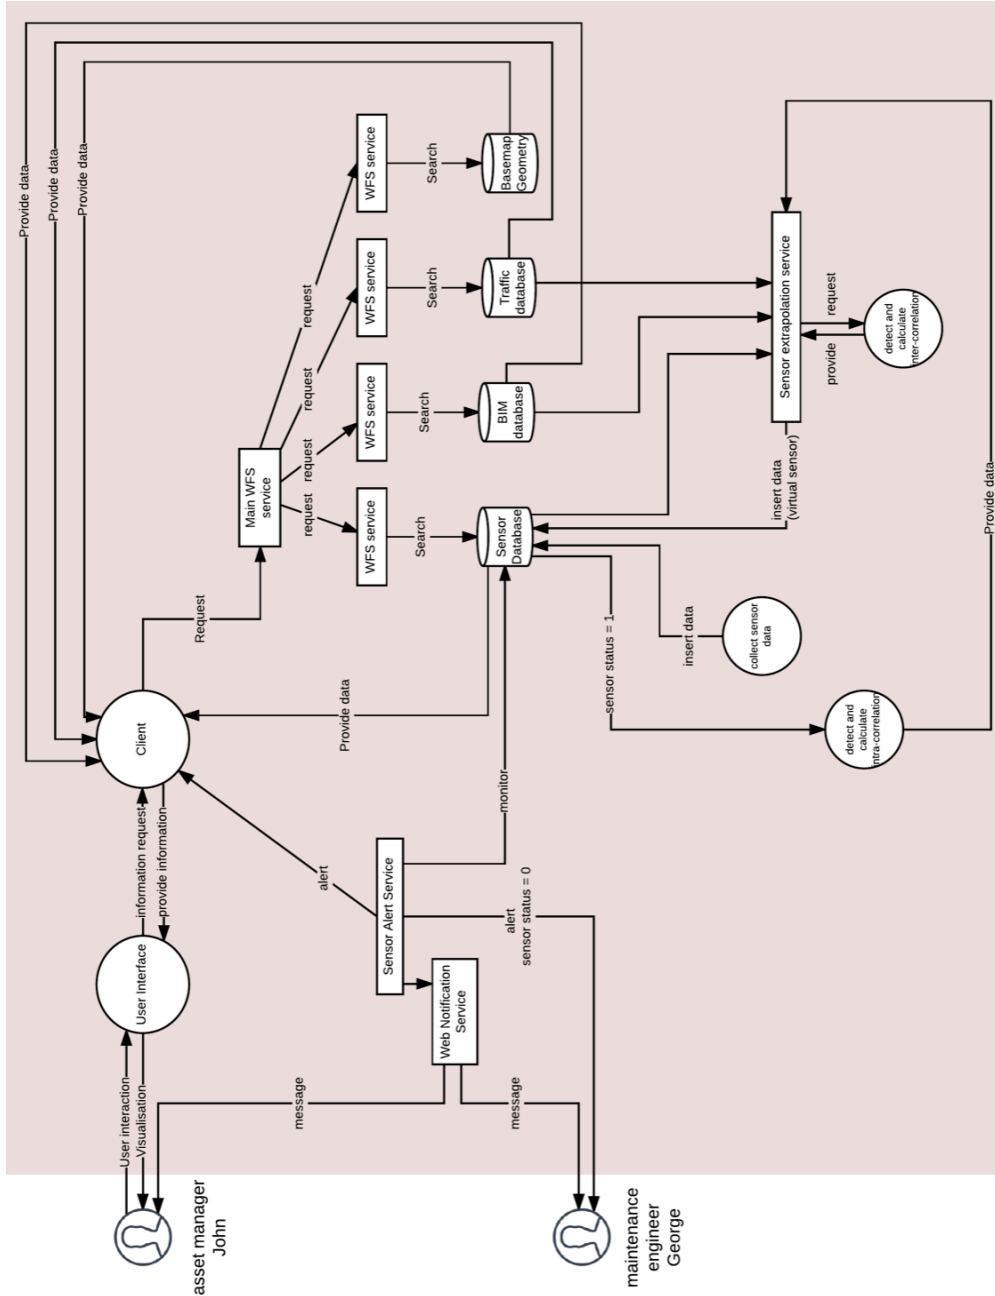 Provide data
Provide data
Provide data
User interaction
Visualisation
asset manager
John
User Interface
information request
provide information
Client
Request
Main WFS
service
request
request
request
request
WFS service
WFS service
WFS service
WFS service
Search
Search
Search
Search
Sensor
Database
BIM
database
Traffic
database
Basemap
Geometry
Provide data
alert
Sensor Alert Service
monitor
alert
sensor status = 0
Web Notification
Service
message
message
maintenance
engineer
George
sensor status = 1
insert data
collect sensor
data
insert data
(virtual sensor)
Sensor extrapolation service
request
provide
detect and
calculate
nter-correlation
detect and
calculate
ntra-correlation
Provide data